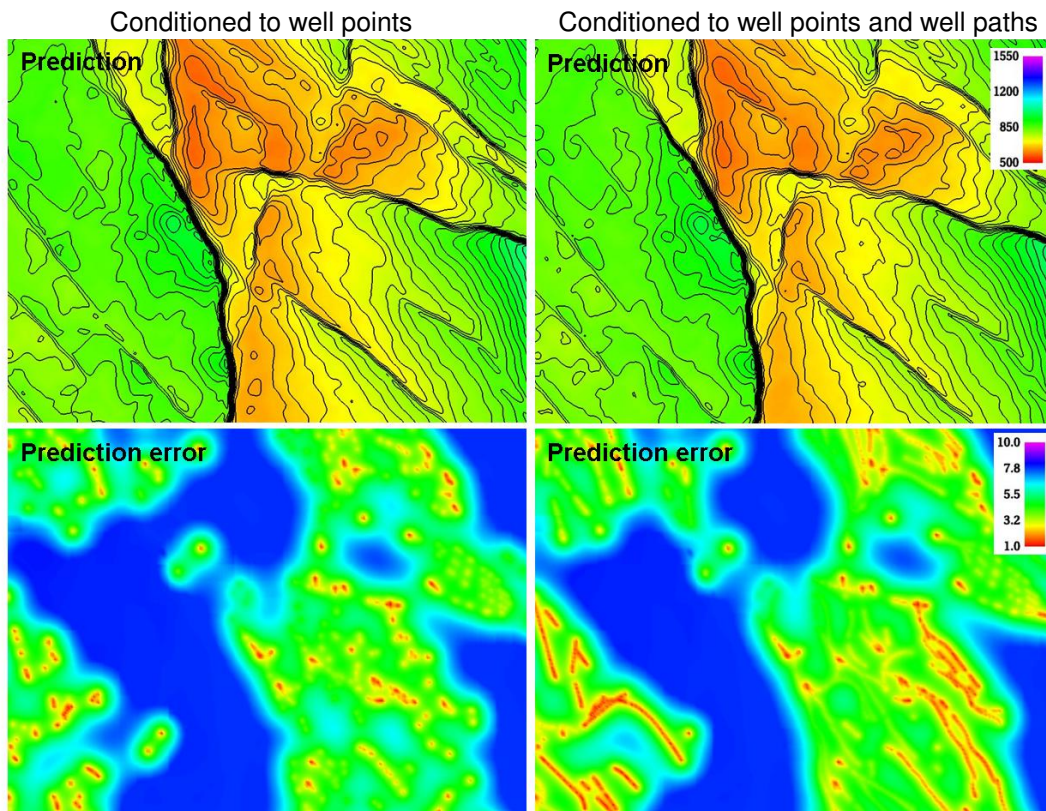 Conditioned to well points
Conditioned to well points and well paths
Prediction
Prediction
1550
1200
850
500
Prediction error
Prediction error
10.0
7.8
5.5
3.2
1.0